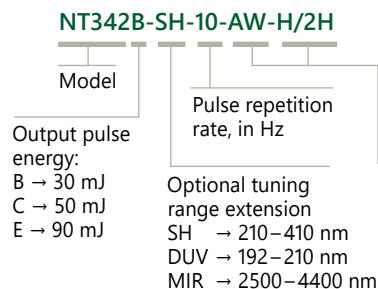 NT342B-SH-10-AW-H/2H
Model
Pulse repetition
rate, in Hz
Output pulse
energy:
B → 30 mJ
C → 50 mJ
E → 90 mJ
Optional tuning
range extension
SH → 210–410 nm
DUV → 192–210 nm
MIR → 2500–4400 nm